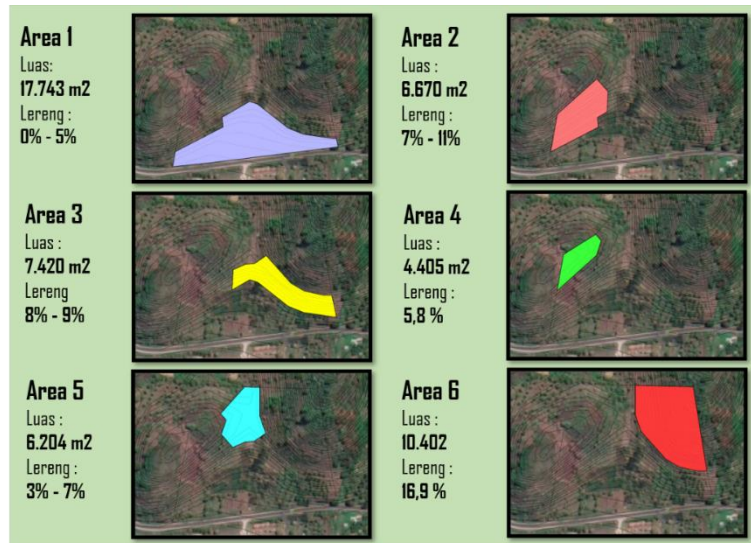 Area 1
Luas:
17.743 m2
Lereng :
0% - 5%
Area 2
Luas :
6.670 m2
Lereng :
7% - 11%
Area 3
Luas :
7.420 m2
Lereng
8% - 9%
Area 4
Luas :
4.405 m2
Lereng :
5,8 %
Area 5
Luas :
6.204 m2
Lereng :
3% - 7%
Area 6
Luas :
10.402
Lereng :
16,9 %